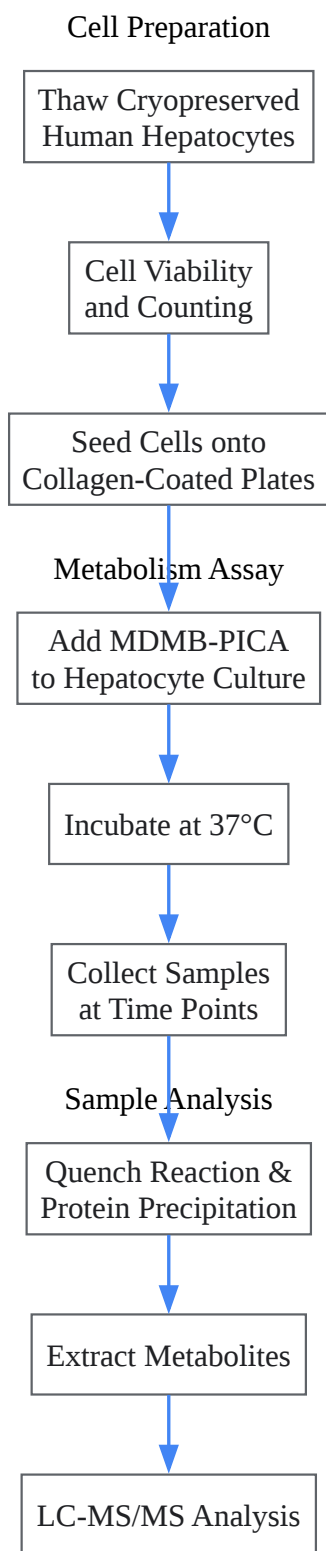 Cell Preparation
Thaw Cryopreserved
Human Hepatocytes
Cell Viability
and Counting
Seed Cells onto
Collagen-Coated Plates
Metabolism Assay
Add MDMB-PICA
to Hepatocyte Culture
Incubate at 37°C
Collect Samples
at Time Points
Sample Analysis
Quench Reaction &
Protein Precipitation
Extract Metabolites
LC-MS/MS Analysis